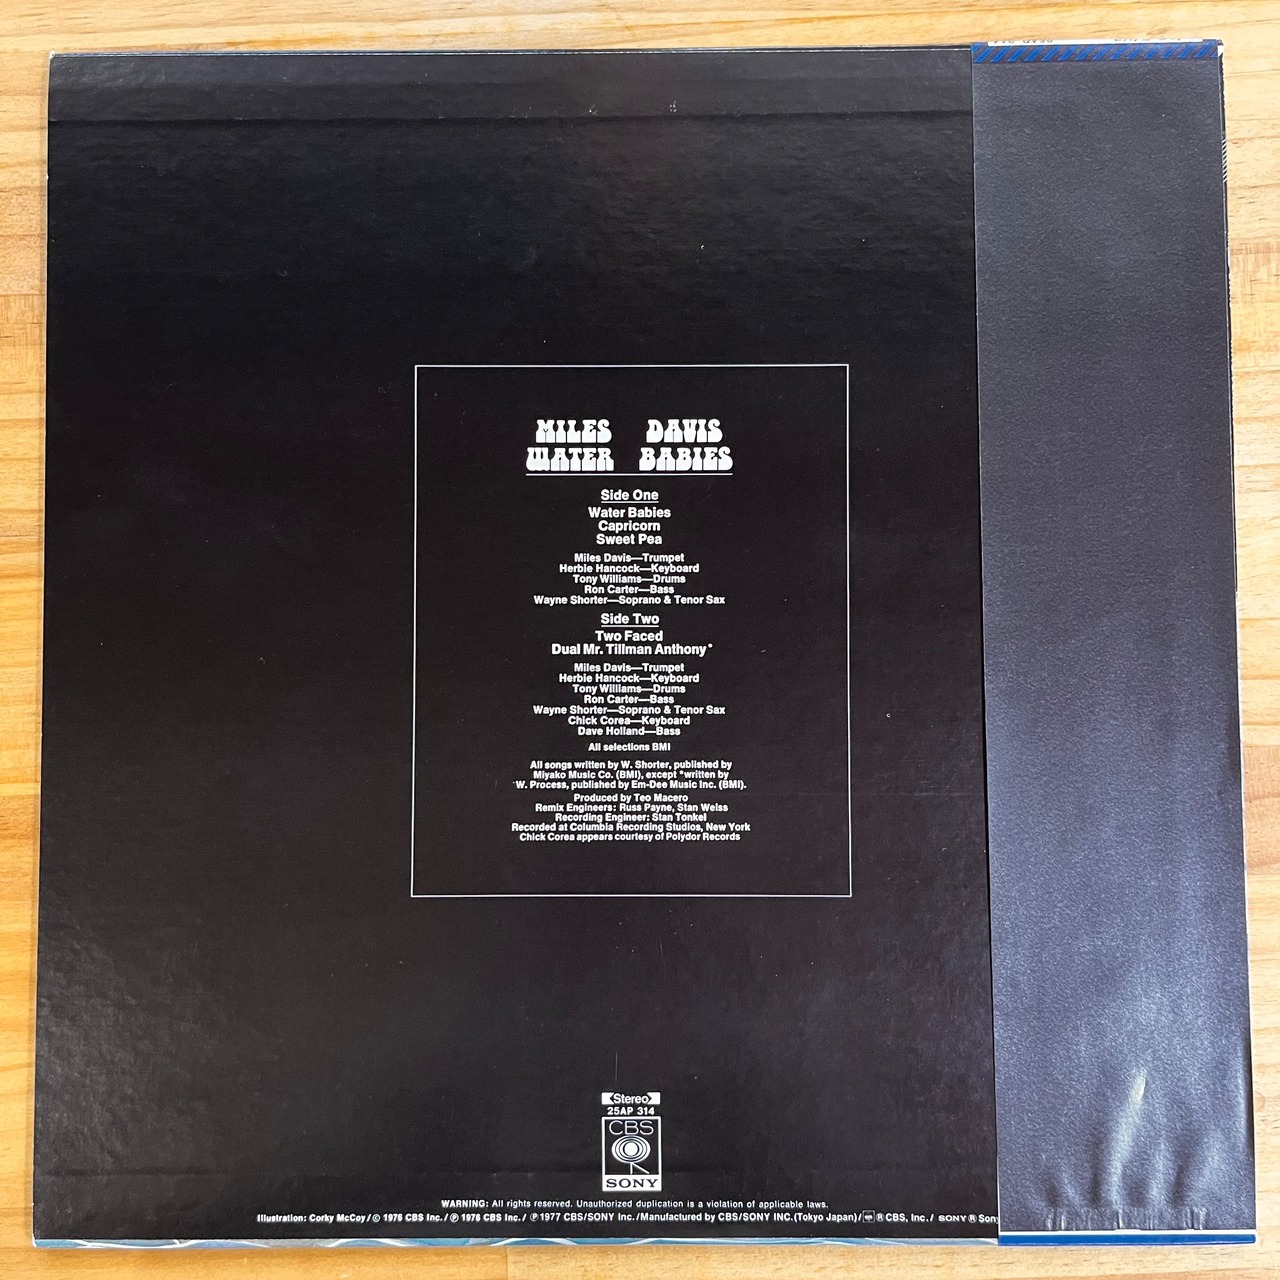 MILES DAVIS
WATER BABIES
Side One
Water Babies
Capricorn
Sweet Pea
Miles Davis—Trumpet
Herbie Hancock—Keyboard
Tony Williams—Drums
Ron Carter—Bass
Wayne Shorter—Soprano & Tenor Sax
Side Two
Two Faced
Dual Mr. Tillman Anthony*
Miles Davis—Trumpet
Herbie Hancock—Keyboard
Tony Williams—Drums
Ron Carter—Bass
Wayne Shorter—Soprano & Tenor Sax
Chick Corea—Keyboard
Dave Holland—Bass
All selections BMI
All songs written by W. Shorter, published by
Miyako Music Co. (BMI), except *written by
W. Process, published by Em-Dee Music Inc. (BMI).
Produced by Teo Macero
Remix Engineers: Russ Payne, Stan Weiss
Recording Engineer: Stan Tonkel
Recorded at Columbia Recording Studios, New York
Chick Corea appears courtesy of Polydor Records
Stereo
25AP 314
CBS
SONY
WARNING: All rights reserved. Unauthorized duplication is a violation of applicable laws.
Illustration: Corky McCoy/© 1976 CBS Inc./℗ 1976 CBS Inc./℗ 1977 CBS/SONY Inc./Manufactured by CBS/SONY INC.(Tokyo Japan)/® CBS, Inc./ SONY® Sony